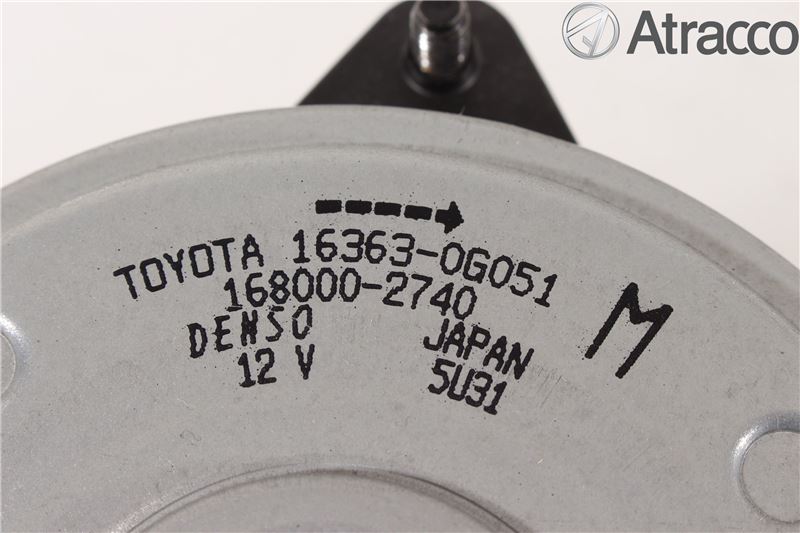 Atracco
TOYOTA 16363-0G051
168000-2740
DENSO JAPAN
12 V 5U31
M